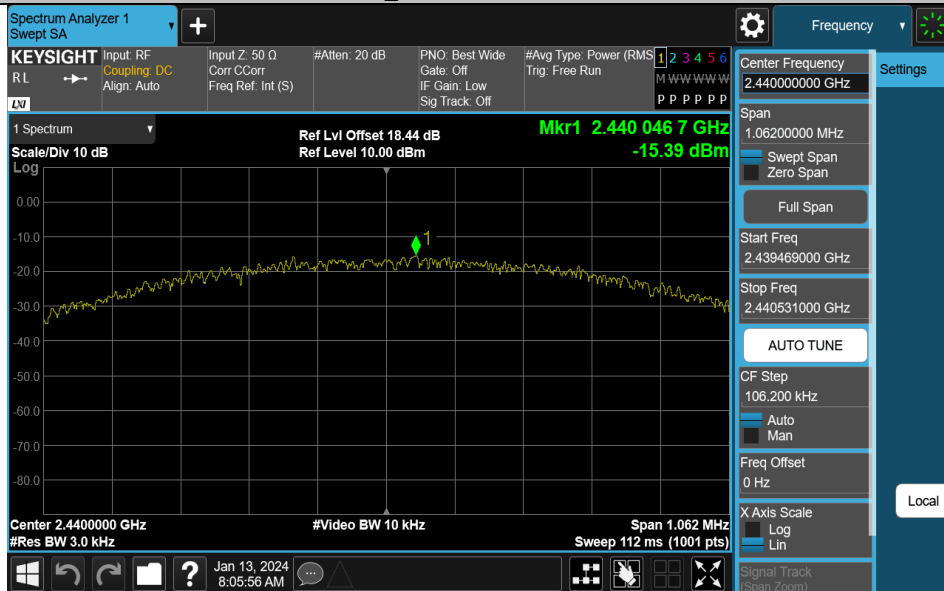 Spectrum Analyzer 1
Swept SA
+
Frequency
KEYSIGHT
RL
LXI
Input: RF
Coupling: DC
Align: Auto
Input Z: 50 Ω
Corr CCorr
Freq Ref: Int (S)
#Atten: 20 dB
PNO: Best Wide
Gate: Off
IF Gain: Low
Sig Track: Off
#Avg Type: Power (RMS
Trig: Free Run
1 2 3 4 5 6
M W W W W W
P P P P P P
1 Spectrum
Scale/Div 10 dB
Log
Ref Lvl Offset 18.44 dB
Ref Level 10.00 dBm
Mkr1 2.440 046 7 GHz
-15.39 dBm
0.00
-10.0
1
-20.0
-30.0
-40.0
-50.0
-60.0
-70.0
-80.0
Center 2.4400000 GHz
#Video BW 10 kHz
Span 1.062 MHz
#Res BW 3.0 kHz
Sweep 112 ms (1001 pts)
?
Jan 13, 2024
8:05:56 AM
Center Frequency
2.440000000 GHz
Settings
Span
1.06200000 MHz
Swept Span
Zero Span
Full Span
Start Freq
2.439469000 GHz
Stop Freq
2.440531000 GHz
AUTO TUNE
CF Step
106.200 kHz
Auto
Man
Freq Offset
0 Hz
Local
X Axis Scale
Log
Lin
Signal Track
(Span Zoom)